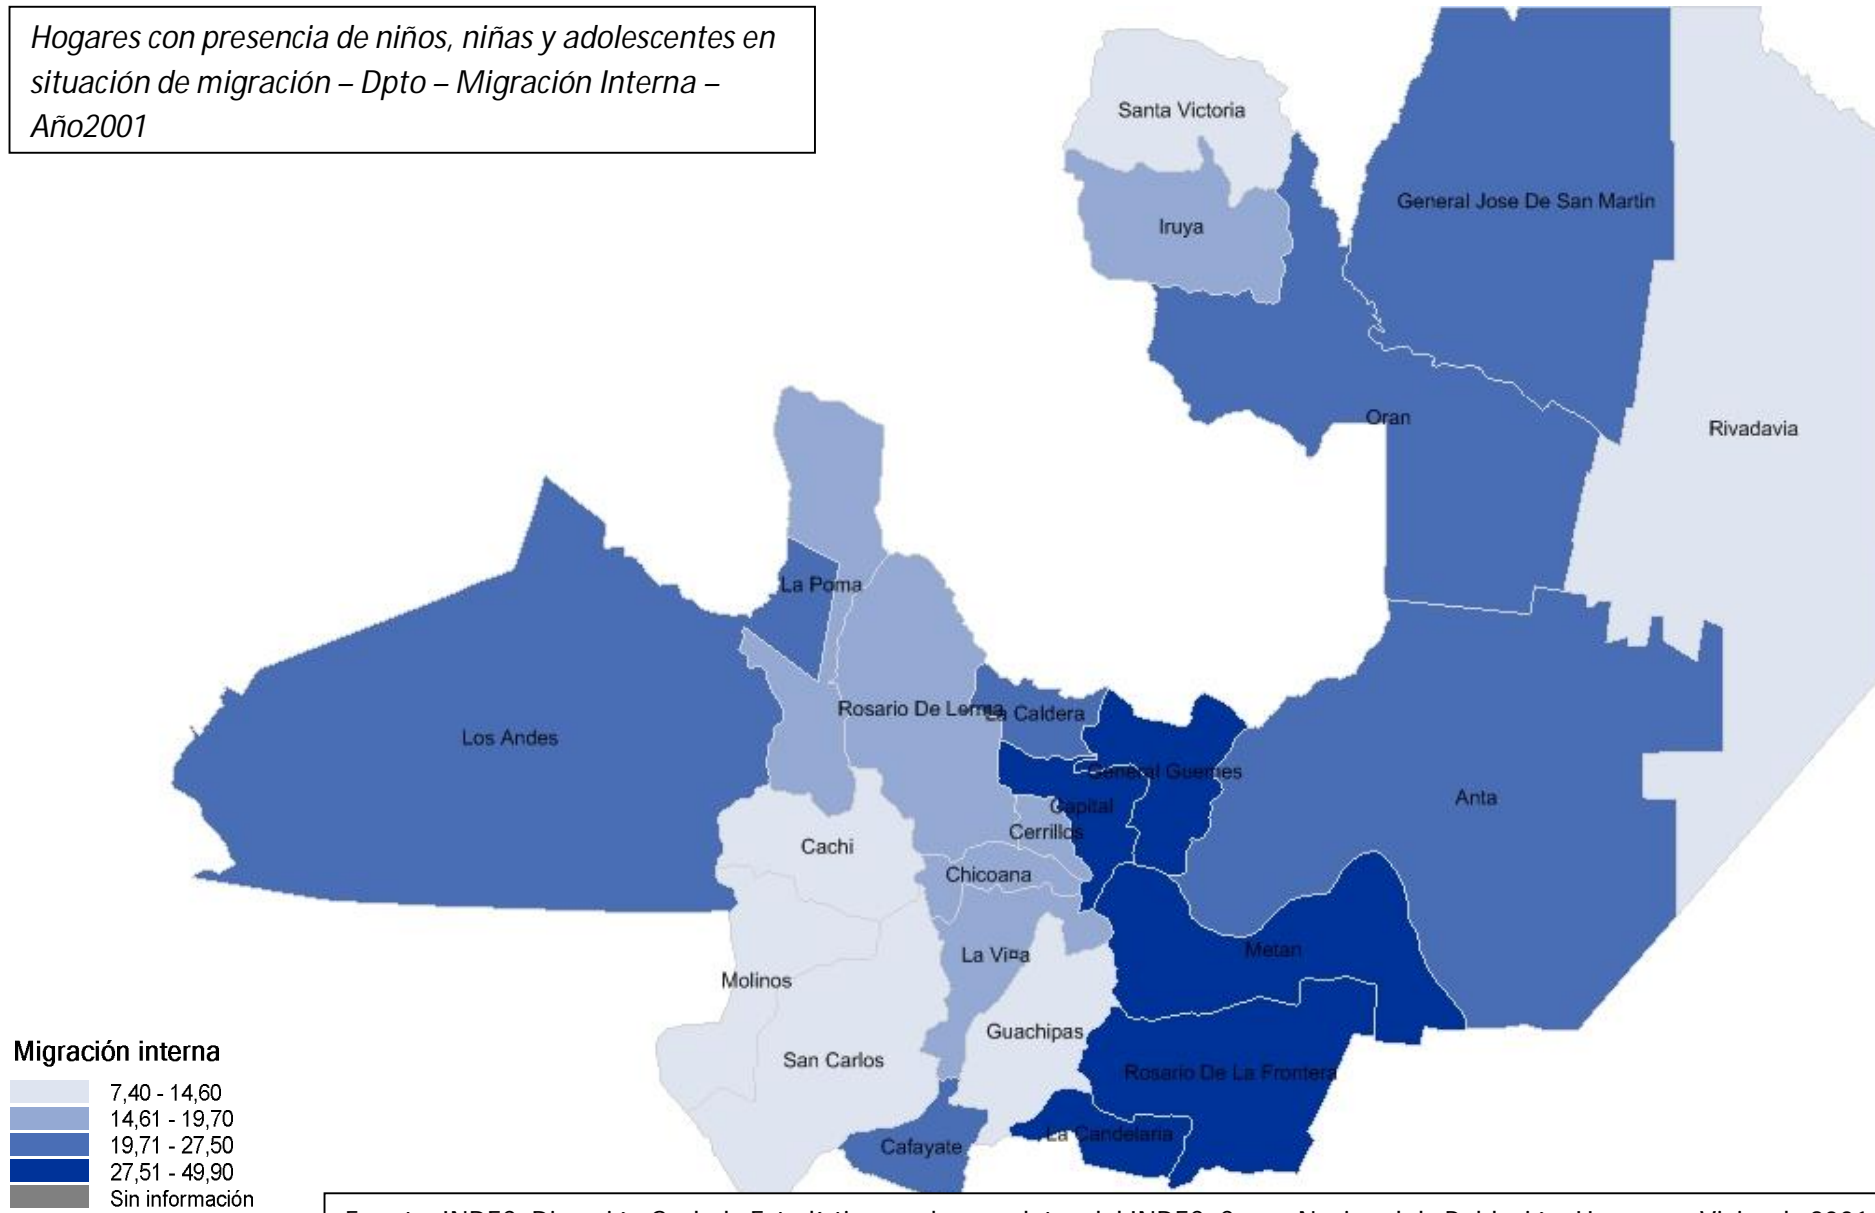 Hogares con presencia de niños, niñas y adolescentes en
situación de migración – Dpto – Migración Interna –
Año2001
Santa Victoria
General Jose De San Martin
Iruya
Oran
Rivadavia
La Poma
Rosario De Lerma
La Caldera
Los Andes
General Guemes
Anta
Capital
Cerrillos
Cachi
Chicoana
Metan
La Vi¤a
Molinos
Guachipas
San Carlos
Rosario De La Frontera
La Candelaria
Cafayate
Migración interna
7,40 - 14,60
14,61 - 19,70
19,71 - 27,50
27,51 - 49,90
Sin información